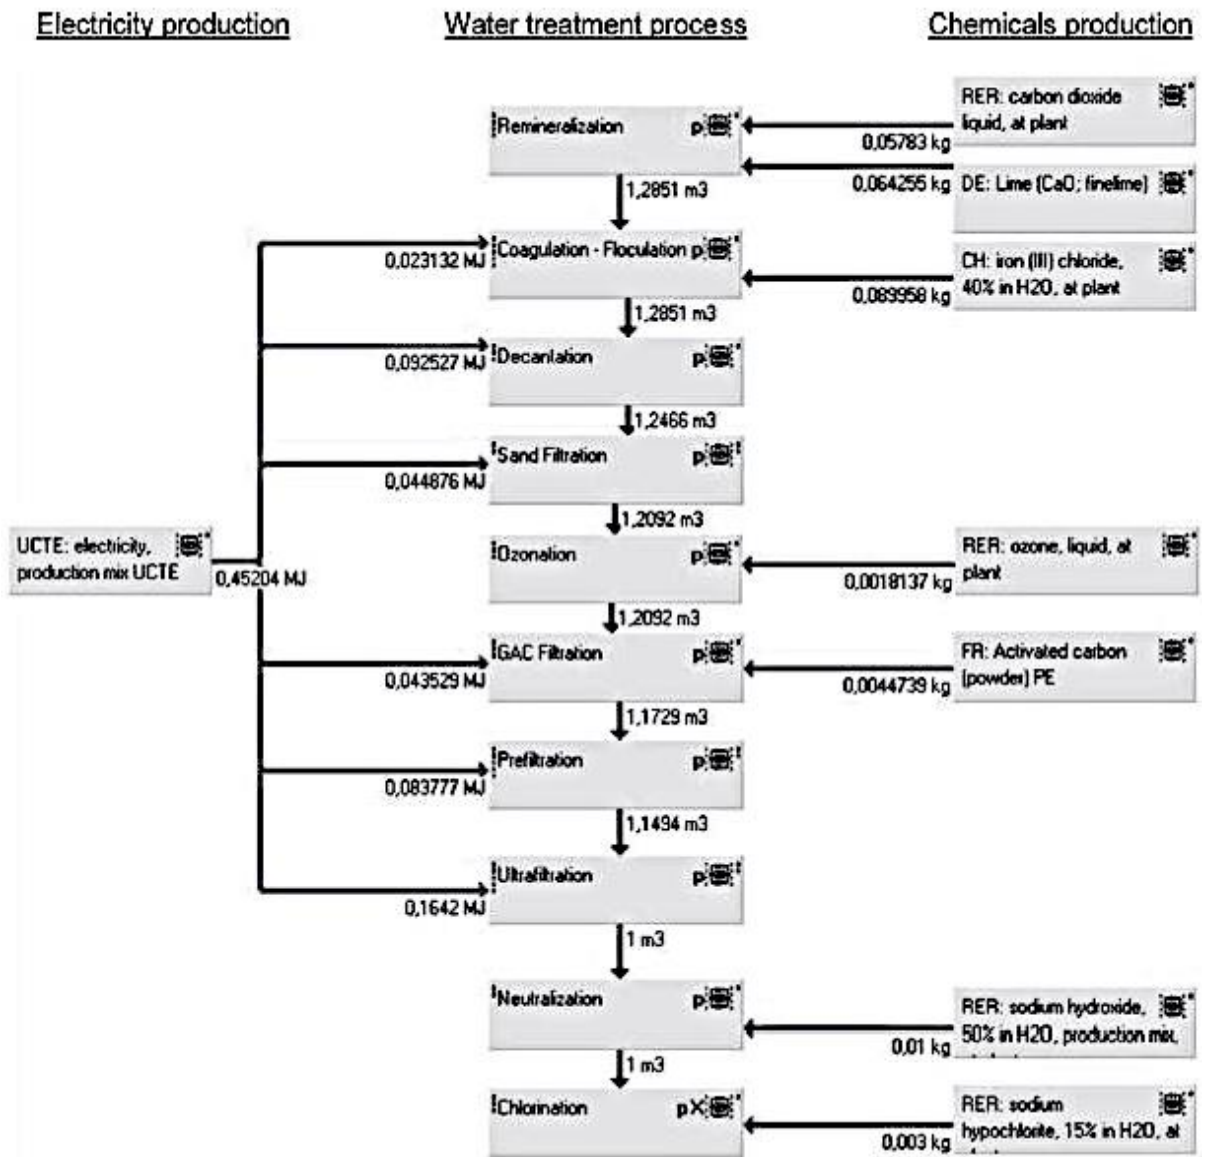 Electricity production
Water treatment process
Chemicals production
RER: carbon dioxide
liquid, at plant
Remineralization p
0,05783 kg
0,064255 kg
DE: Lime (CaO; finelime)
1,2851 m3
Coagulation - Floculation p
0,023132 MJ
CH: iron (III) chloride,
40% in H2O, at plant
0,089958 kg
1,2851 m3
Decantation p
0,092527 MJ
1,2466 m3
Sand Filtration p
0,044876 MJ
1,2092 m3
UCTE: electricity,
production mix UCTE
0,45204 MJ
Ozonation p
RER: ozone, liquid, at
plant
0,0018137 kg
1,2092 m3
GAC Filtration p
0,043529 MJ
FR: Activated carbon
(powder) PE
0,0044739 kg
1,1729 m3
Prefiltration p
0,083777 MJ
1,1494 m3
Ultrafiltration p
0,1642 MJ
1 m3
Neutralization p
RER: sodium hydroxide,
50% in H2O, production mix,
0,01 kg
1 m3
Chlorination pX
RER: sodium
hypochlorite, 15% in H2O, at
0,003 kg